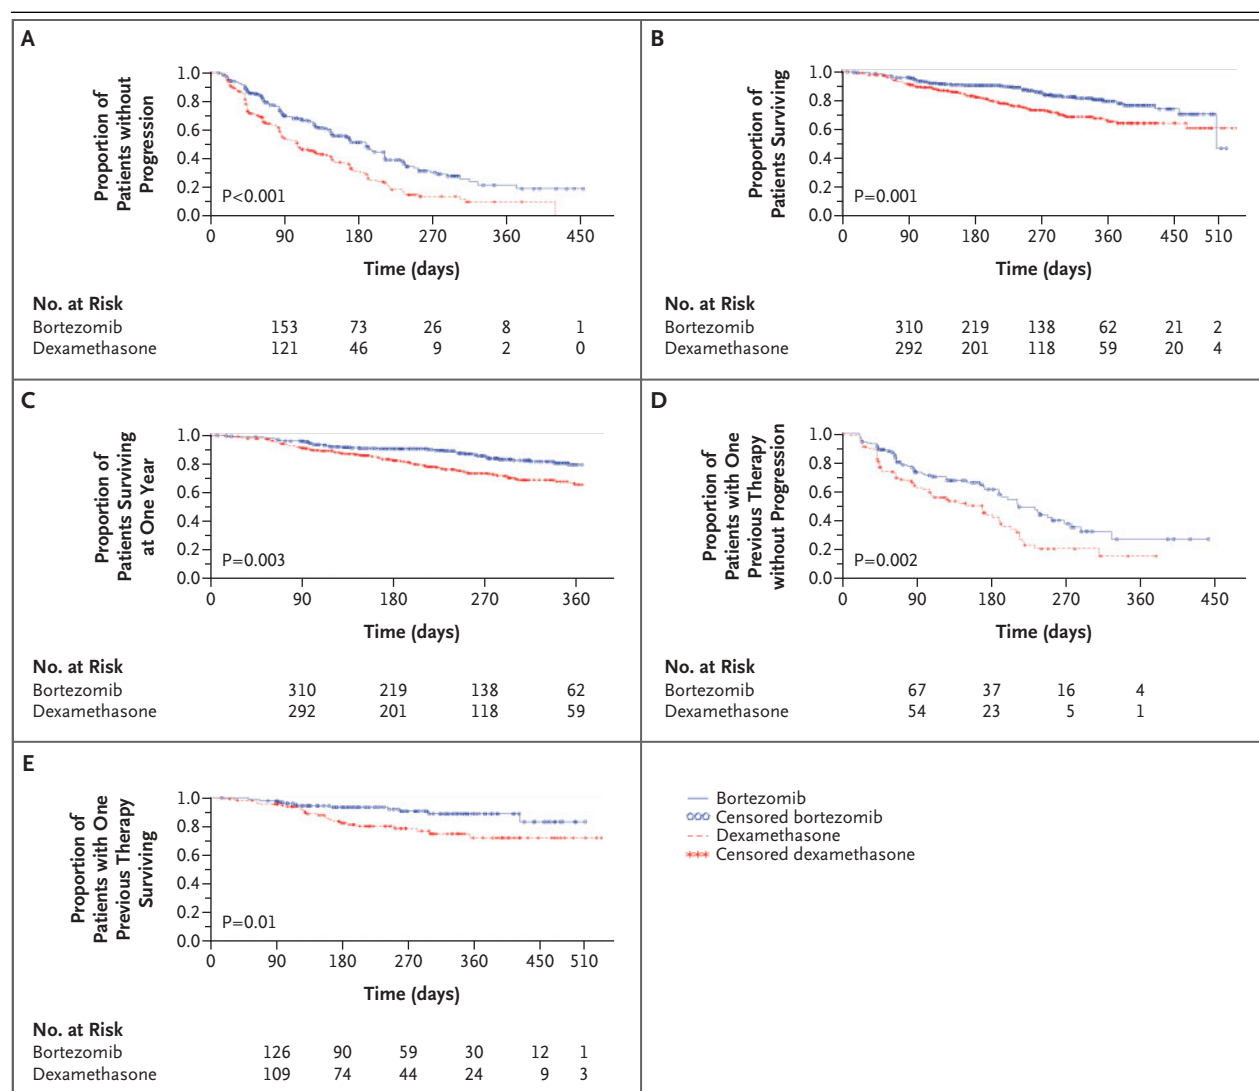 A
Proportion of
Patients without
Progression
1.0
0.8
0.6
0.4
0.2
0.0
P<0.001
0 90 180 270 360 450
Time (days)
No. at Risk
Bortezomib 153 73 26 8 1
Dexamethasone 121 46 9 2 0
B
Proportion of
Patients Surviving
1.0
0.8
0.6
0.4
0.2
0.0
P=0.001
0 90 180 270 360 450 510
Time (days)
No. at Risk
Bortezomib 310 219 138 62 21 2
Dexamethasone 292 201 118 59 20 4
C
Proportion of
Patients Surviving
at One Year
1.0
0.8
0.6
0.4
0.2
0.0
P=0.003
0 90 180 270 360
Time (days)
No. at Risk
Bortezomib 310 219 138 62
Dexamethasone 292 201 118 59
D
Proportion of
Patients with One
Previous Therapy
without Progression
1.0
0.8
0.6
0.4
0.2
0.0
P=0.002
0 90 180 270 360 450
Time (days)
No. at Risk
Bortezomib 67 37 16 4
Dexamethasone 54 23 5 1
E
Proportion of
Patients with One
Previous Therapy
Surviving
1.0
0.8
0.6
0.4
0.2
0.0
P=0.01
0 90 180 270 360 450 510
Time (days)
No. at Risk
Bortezomib 126 90 59 30 12 1
Dexamethasone 109 74 44 24 9 3
Bortezomib
Censored bortezomib
Dexamethasone
Censored dexamethasone